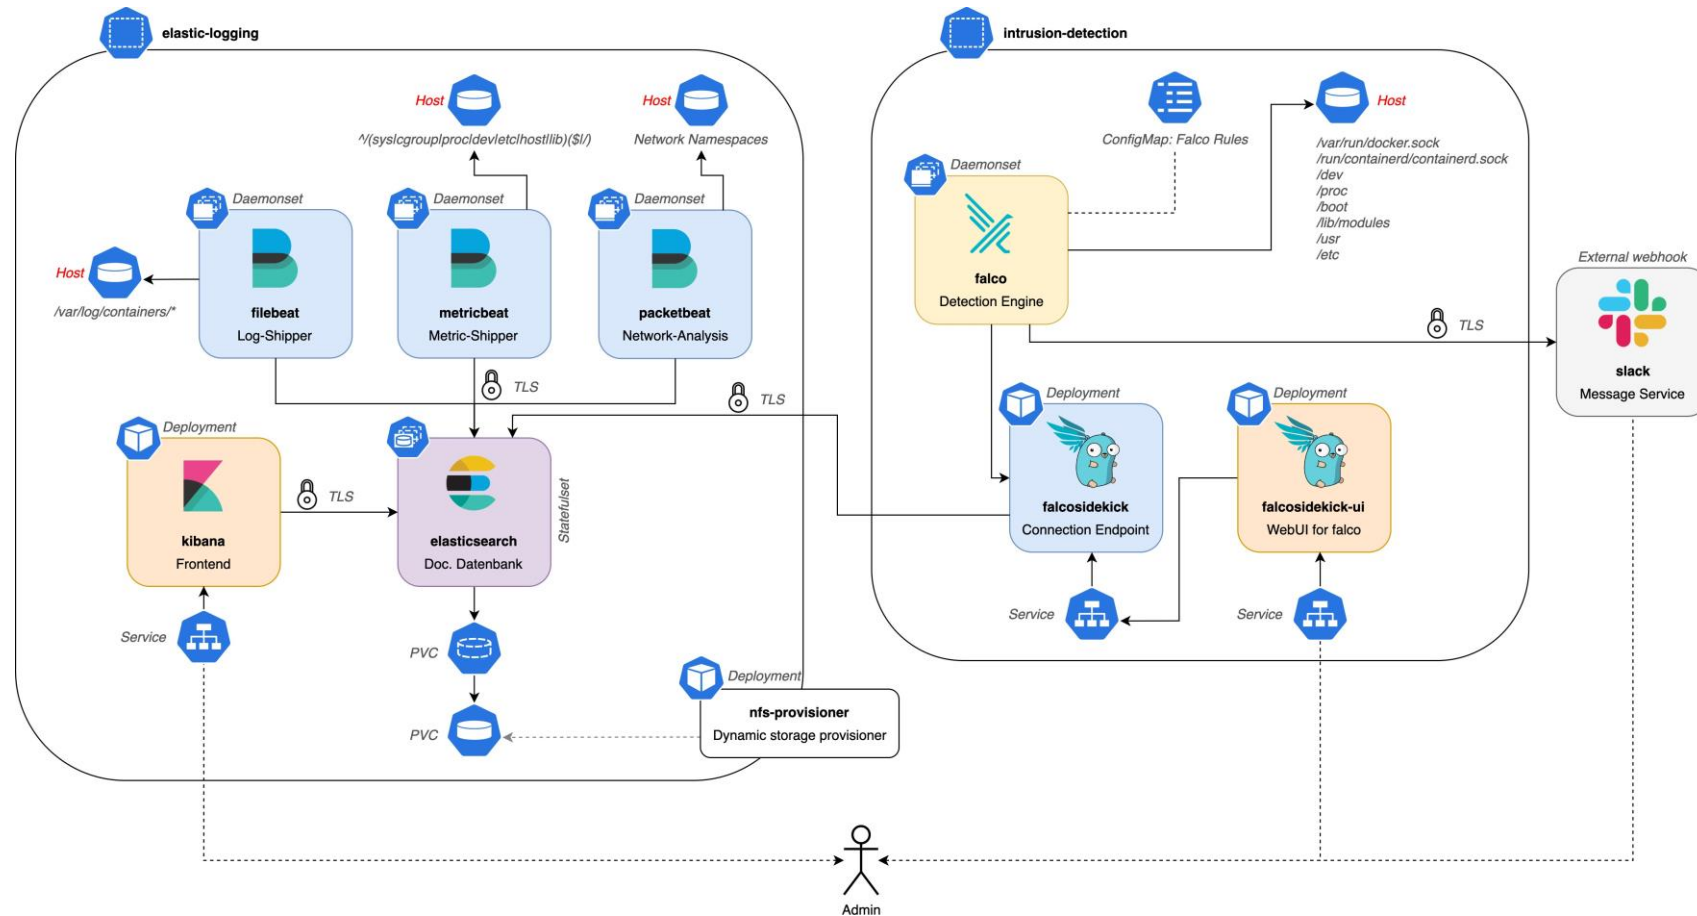 elastic-logging
Host
^/(sys|cgroup|proc|dev|etc|host|lib)($|/)
Host
Network Namespaces
Daemonset
Daemonset
Daemonset
Host
/var/log/containers/*
filebeat
Log-Shipper
metricbeat
Metric-Shipper
packetbeat
Network-Analysis
TLS
TLS
Deployment
kibana
Frontend
TLS
elasticsearch
Doc. Datenbank
Statefulset
Service
PVC
PVC
Deployment
nfs-provisioner
Dynamic storage provisioner
intrusion-detection
ConfigMap: Falco Rules
Host
/var/run/docker.sock
/run/containerd/containerd.sock
/dev
/proc
/boot
/lib/modules
/usr
/etc
Daemonset
falco
Detection Engine
TLS
External webhook
slack
Message Service
Deployment
falcosidekick
Connection Endpoint
Deployment
falcosidekick-ui
WebUI for falco
Service
Service
Admin